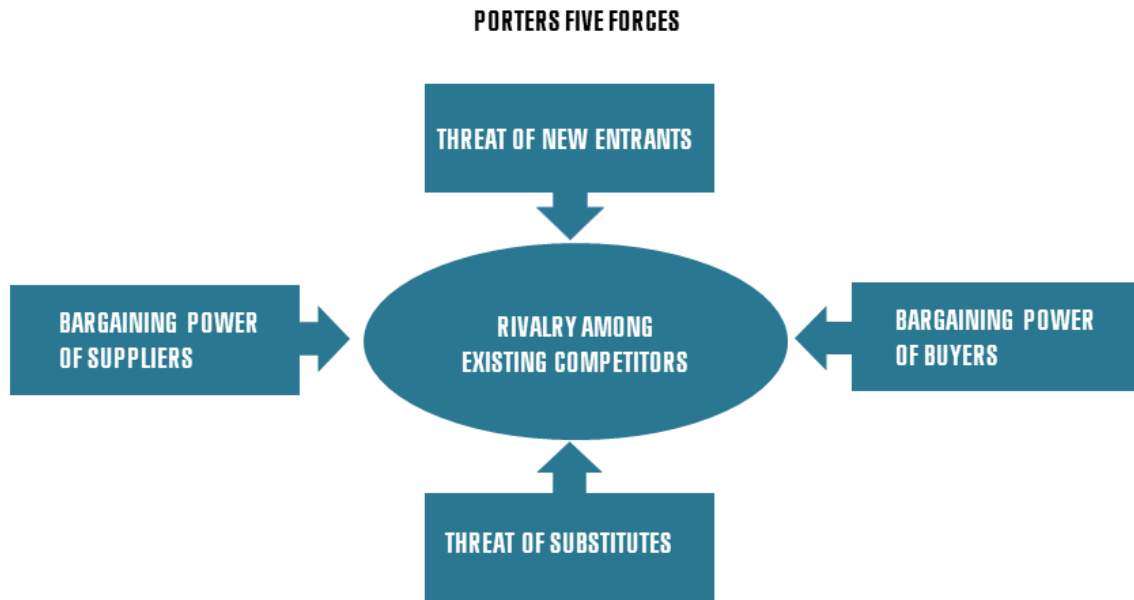 PORTERS FIVE FORCES
THREAT OF NEW ENTRANTS
BARGAINING POWER
OF SUPPLIERS
RIVALRY AMONG
EXISTING COMPETITORS
BARGAINING POWER
OF BUYERS
THREAT OF SUBSTITUTES